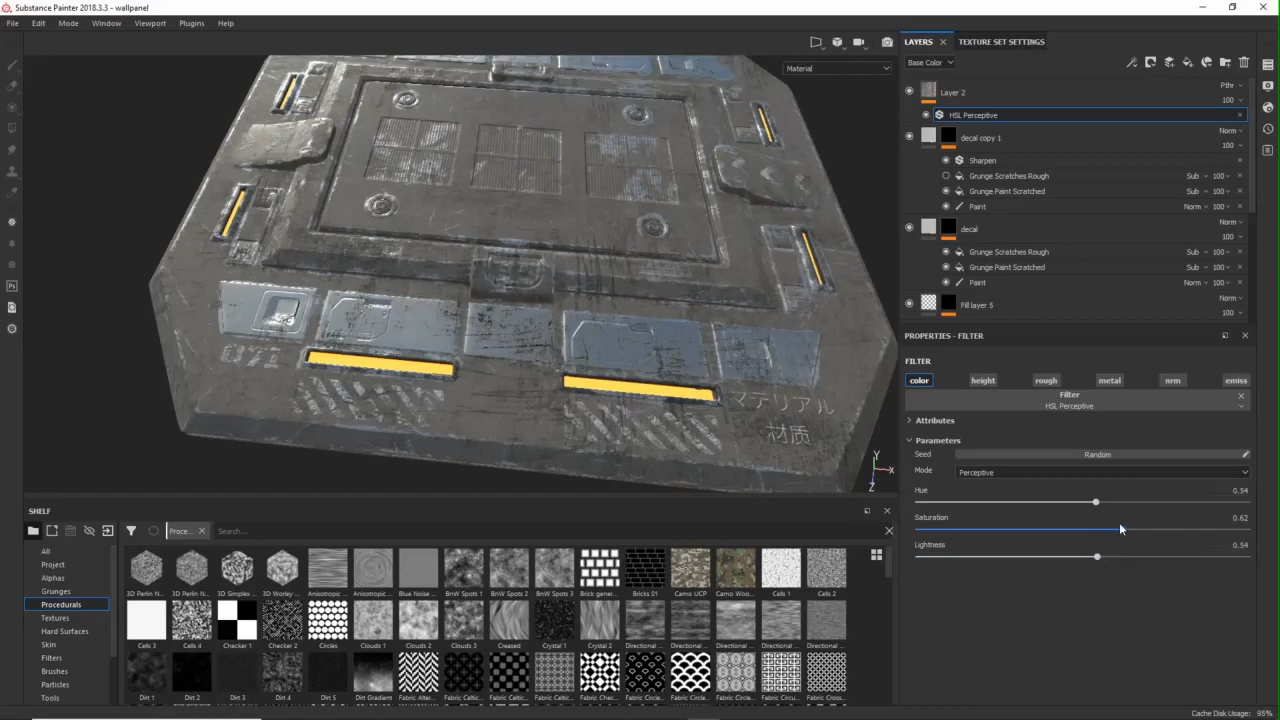 Substance Painter 2018.3.3 - wallpanel
File Edit Mode Window Viewport Plugins Help
Material
マテリアル
材质
Y
X
Z
LAYERS TEXTURE SET SETTINGS
Base Color
Layer 2 Pthr 100
HSL Perceptive
decal copy 1 Norm 100
Sharpen
Grunge Scratches Rough Sub 100
Grunge Paint Scratched Sub 100
Paint Norm 100
decal Norm 100
Grunge Scratches Rough Sub 100
Grunge Paint Scratched Sub 100
Paint Norm 100
Fill layer 5 Norm 100
PROPERTIES - FILTER
FILTER
color height rough metal nrm emiss
Filter
HSL Perceptive
Attributes
Parameters
Seed Random
Mode Perceptive
Hue 0.54
Saturation 0.62
Lightness 0.54
SHELF
Proce... Search...
All
Project
Alphas
Grunges
Procedurals
Textures
Hard Surfaces
Skin
Filters
Brushes
Particles
Tools
3D Perlin N... 3D Perlin N... 3D Simplex ... 3D Worley ... Anisotropic ... Anisotropic ... Blue Noise ... BnW Spots 1 BnW Spots 2 BnW Spots 3 Brick gener... Bricks 01 Camo UCP Camo Woo... Cells 1 Cells 2
Cells 3 Cells 4 Checker 1 Checker 2 Circles Clouds 1 Clouds 2 Clouds 3 Creased Crystal 1 Crystal 2 Directional ... Directional ... Directional ... Directional ... Directional ...
Dirt 1 Dirt 2 Dirt 3 Dirt 4 Dirt 5 Dirt Gradient Fabric Alter... Fabric Celtic... Fabric Celtic... Fabric Celtic... Fabric Chec... Fabric Circle... Fabric Circle... Fabric Circle... Fabric Circu... Fabric Cross...
Cache Disk Usage: 95%